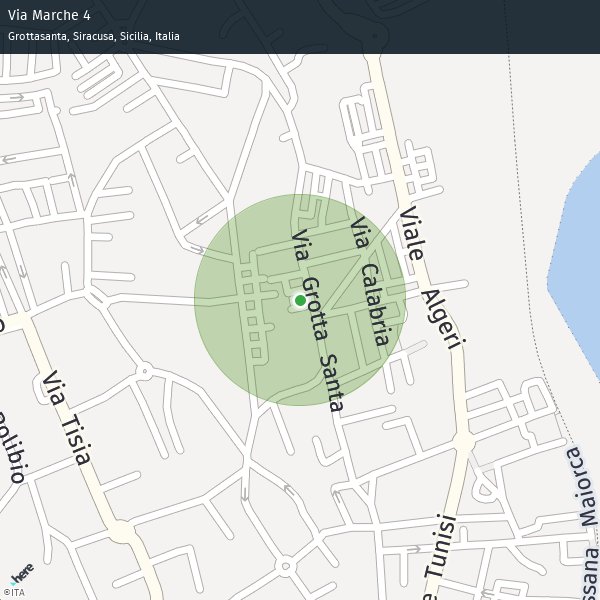 Via Marche 4
Grottasanta, Siracusa, Sicilia, Italia
Via Grotta Santa
Via Calabria
Viale Algeri
Via Tisia
olibio
e Tunisi
ssana Maiorca
here
©ITA